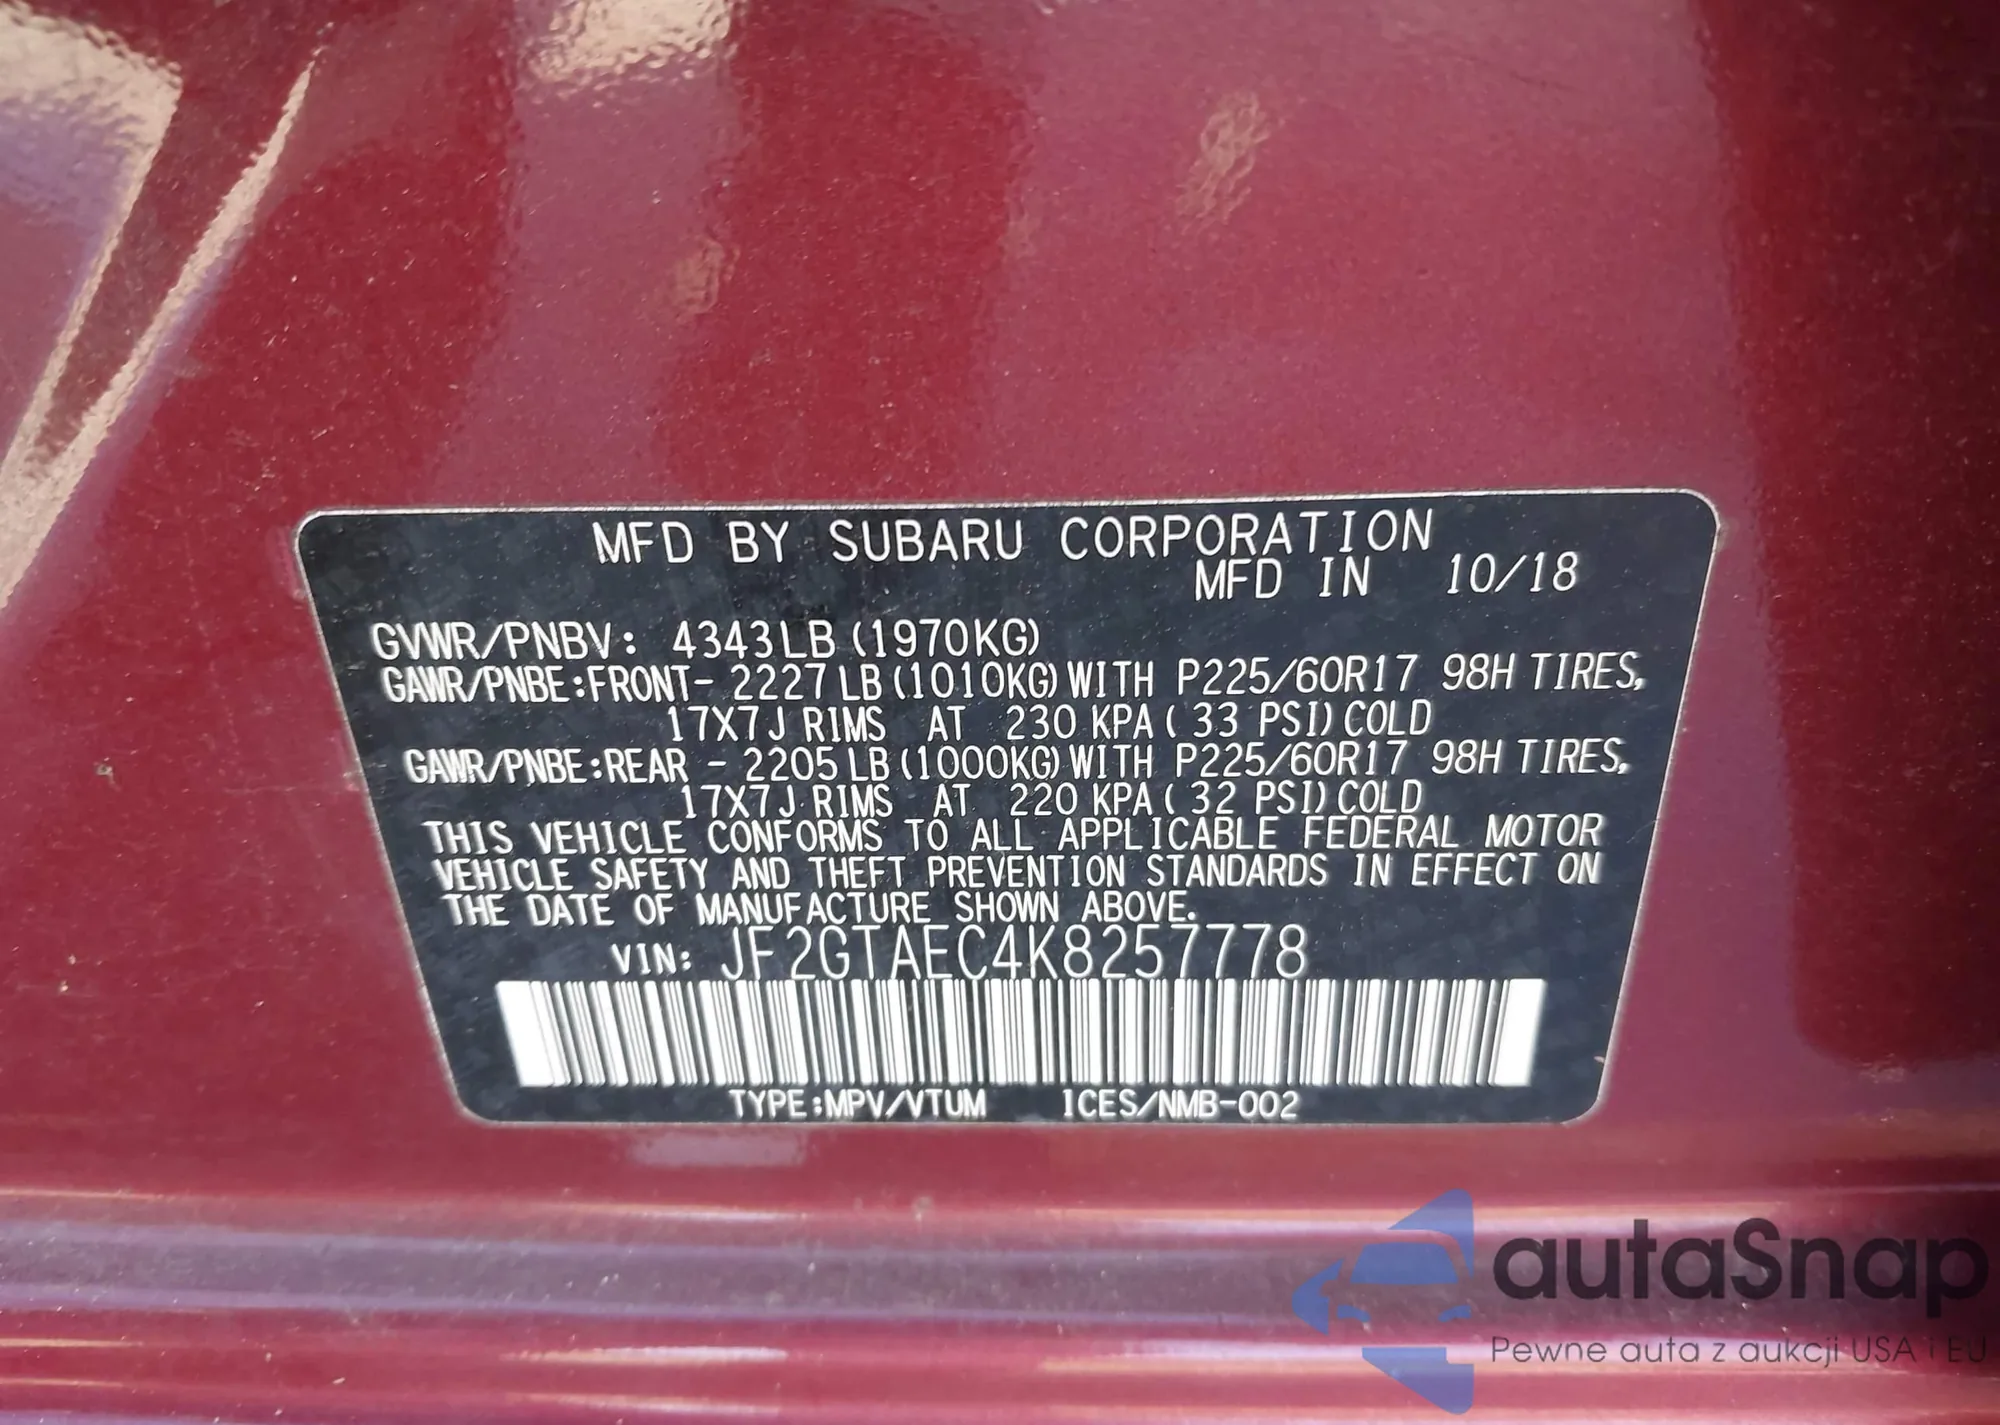 MFD BY SUBARU CORPORATION
MFD IN 10/18
GVWR/PNBV: 4343LB (1970KG)
GAWR/PNBE:FRONT- 2227 LB (1010KG) WITH P225/60R17 98H TIRES,
17X7J RIMS AT 230 KPA ( 33 PSI) COLD
GAWR/PNBE:REAR - 2205 LB (1000KG) WITH P225/60R17 98H TIRES,
17X7J RIMS AT 220 KPA ( 32 PSI) COLD
THIS VEHICLE CONFORMS TO ALL APPLICABLE FEDERAL MOTOR
VEHICLE SAFETY AND THEFT PREVENTION STANDARDS IN EFFECT ON
THE DATE OF MANUFACTURE SHOWN ABOVE.
VIN: JF2GTAEC4K8257778
TYPE:MPV/VTUM 1CES/NMB-002
autaSnap
Pewne auta z aukcji USA i EU